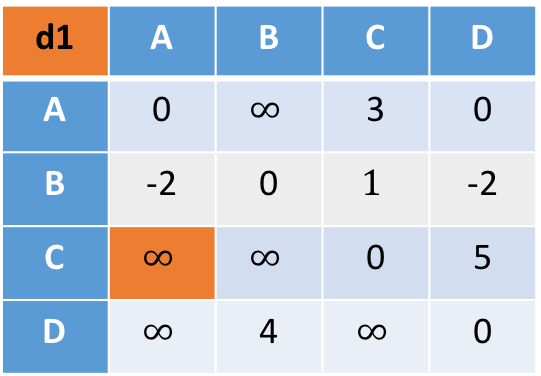 d1 A B C D
A 0 ∞ 3 0
B -2 0 1 -2
C ∞ ∞ 0 5
D ∞ 4 ∞ 0